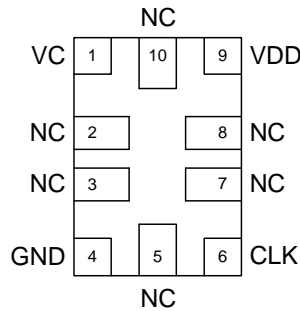 NC
VC 1 10 9 VDD
NC 2 8 NC
NC 3 7 NC
GND 4 5 6 CLK
NC